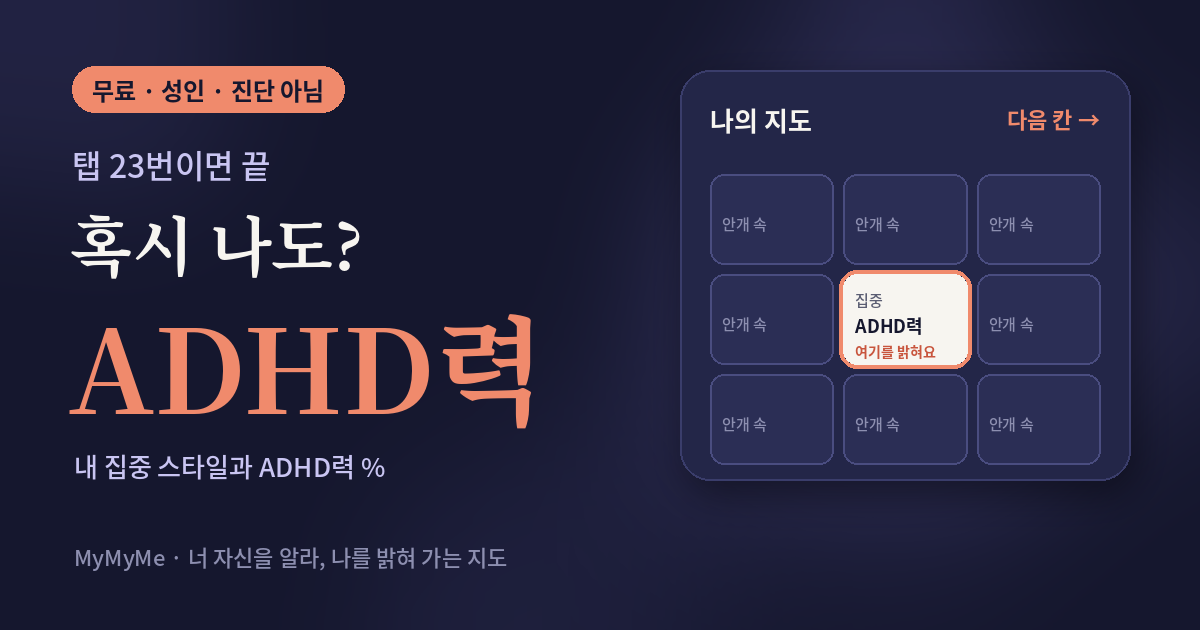 무료 · 성인 · 진단 아님
탭 23번이면 끝
혹시 나도?
ADHD력
내 집중 스타일과 ADHD력 %
MyMyMe · 너 자신을 알라, 나를 밝혀 가는 지도
나의 지도
다음 칸 →
안개 속
안개 속
안개 속
안개 속
집중
ADHD력
여기를 밝혀요
안개 속
안개 속
안개 속
안개 속